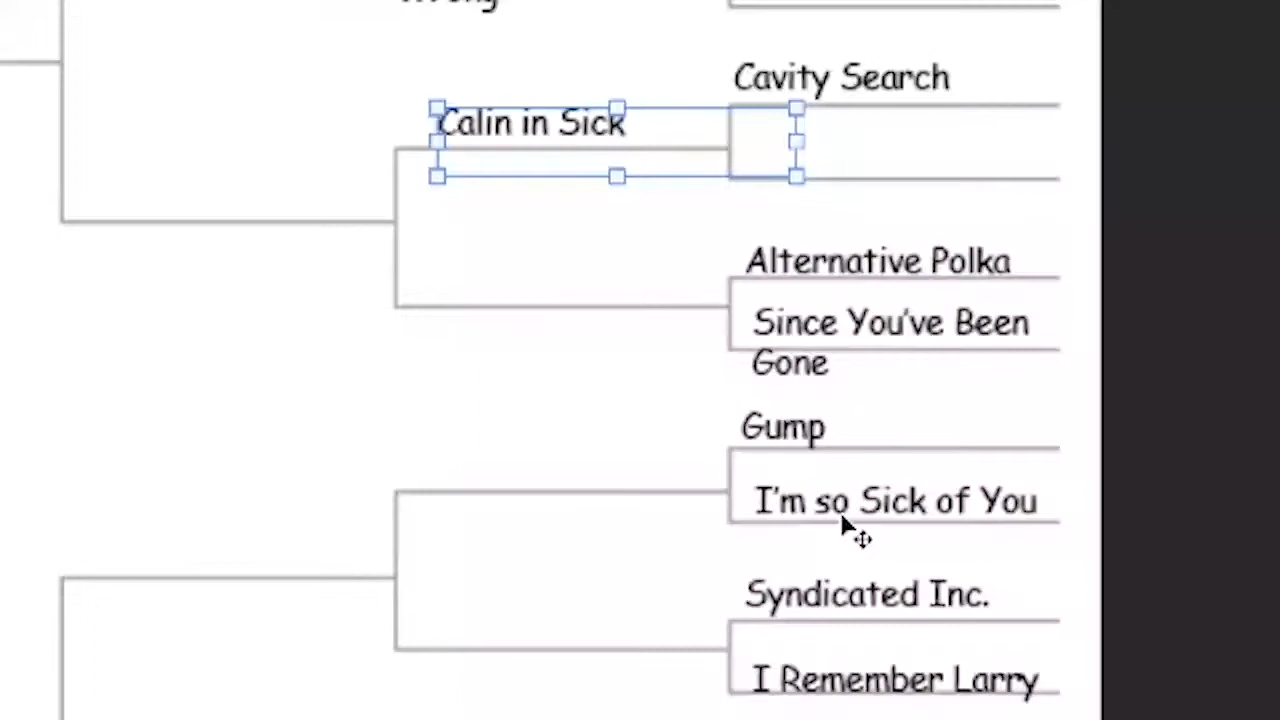 Cavity Search
Calin in Sick
Alternative Polka
Since You've Been
Gone
Gump
I'm so Sick of You
Syndicated Inc.
I Remember Larry